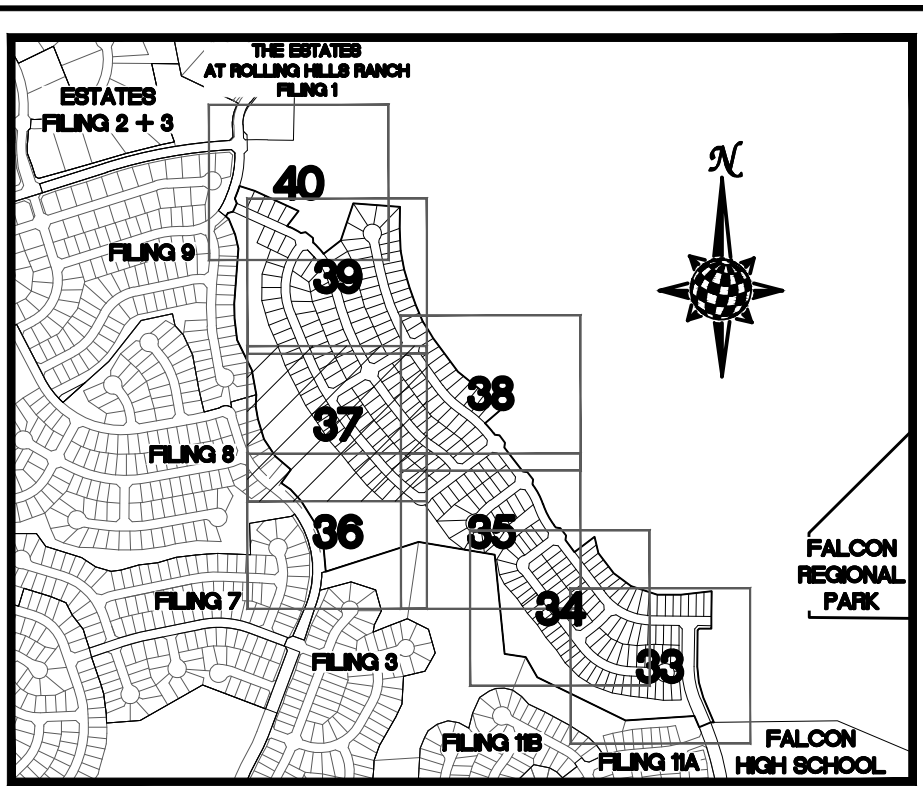 THE ESTATES
AT ROLLING HILLS RANCH
FILING 1
ESTATES
FILING 2 + 3
N
40
FILING 9
39
38
37
FILING 8
36
35
FALCON
REGIONAL
PARK
FILING 7
34
FILING 3
33
FILING 11B
FILING 11A
FALCON
HIGH SCHOOL